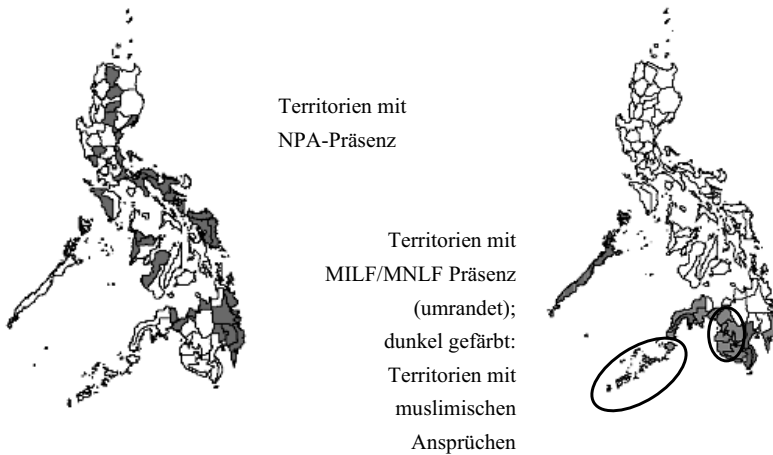 Territorien mit
NPA-Präsenz
Territorien mit
MILF/MNLF Präsenz
(umrandet);
dunkel gefärbt:
Territorien mit
muslimischen
Ansprüchen